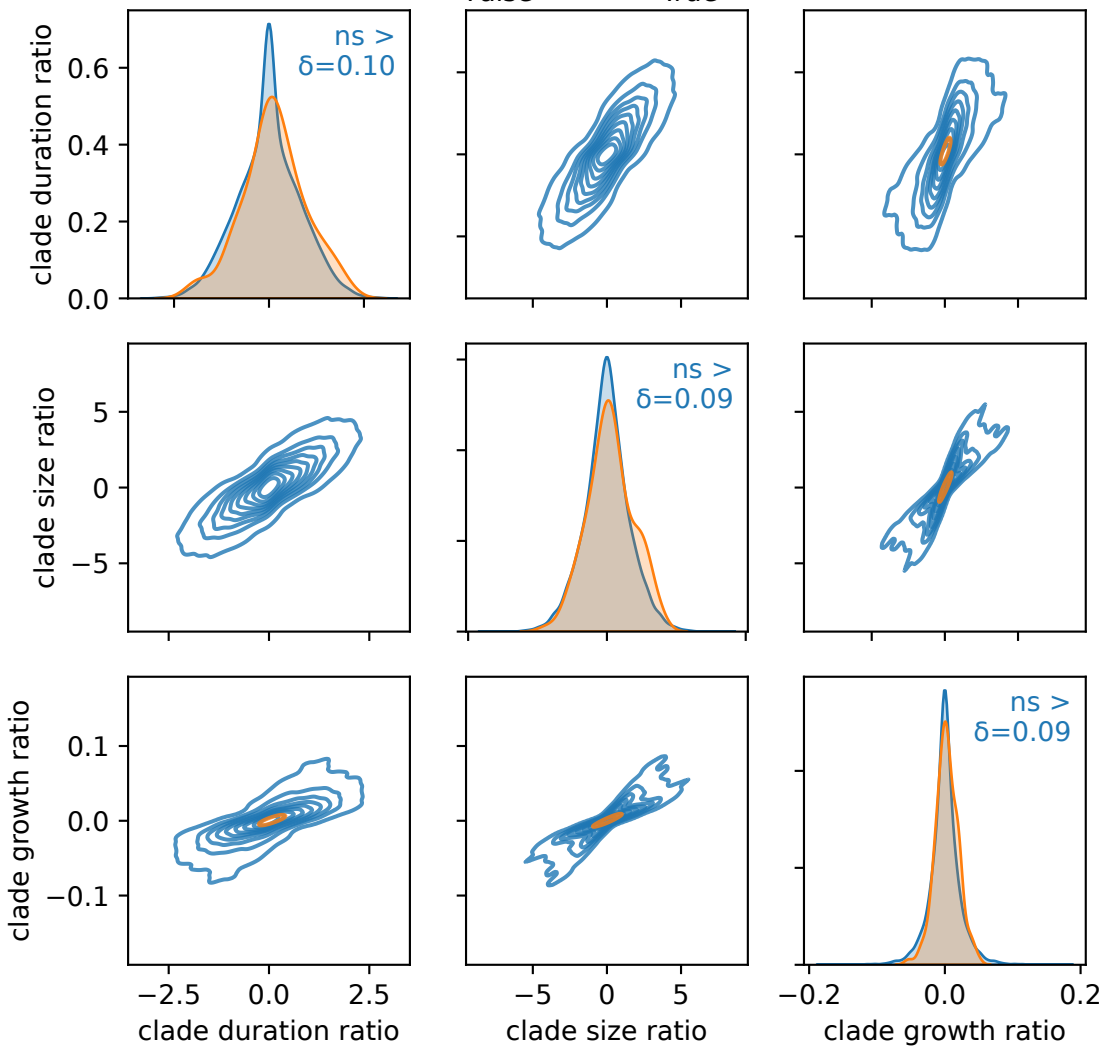 clade duration ratio
0.6
0.4
0.2
0.0
ns >
δ=0.10
clade size ratio
5
0
−5
ns >
δ=0.09
clade growth ratio
0.1
0.0
−0.1
ns >
δ=0.09
−2.5 0.0 2.5
−5 0 5
−0.2 0.0 0.2
clade duration ratio
clade size ratio
clade growth ratio